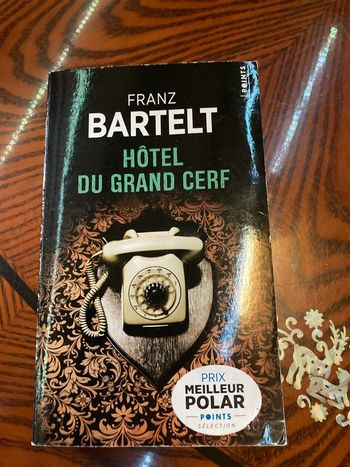 POINTS
FRANZ
BARTELT
HÔTEL
DU GRAND CERF
PRIX
MEILLEUR
POLAR
POINTS
SÉLECTION